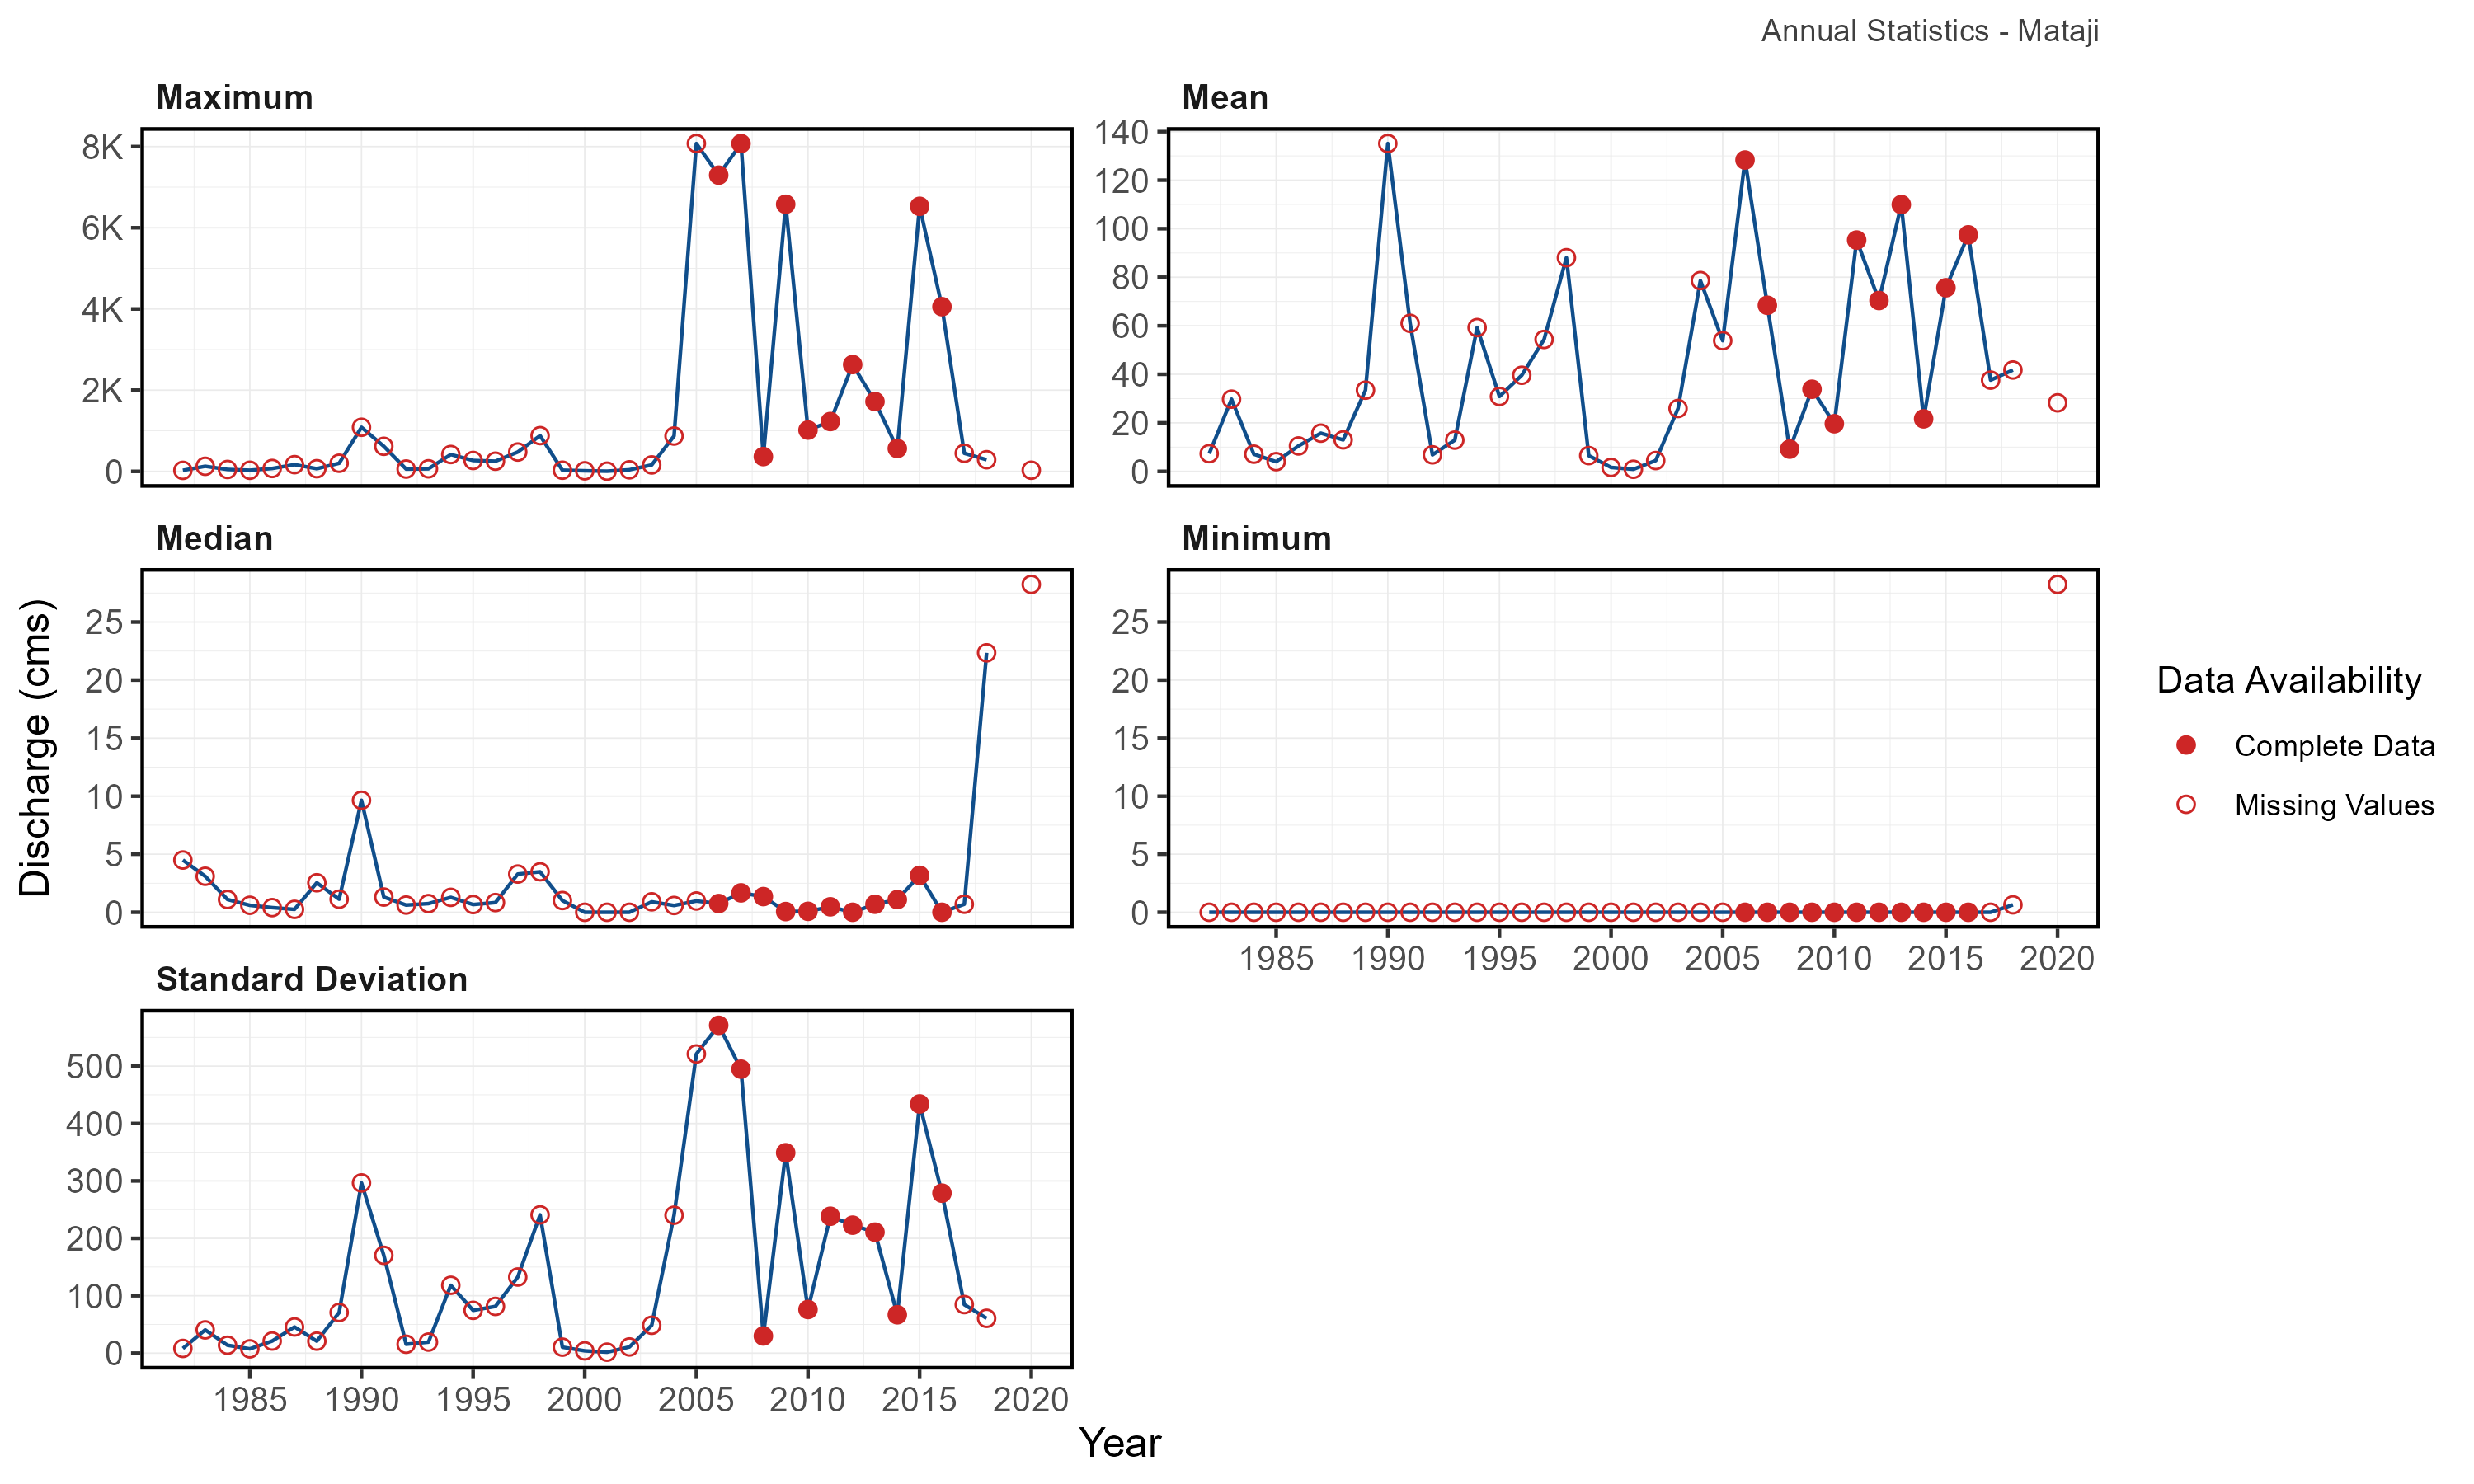 Annual Statistics - Mataji
Maximum
8K
6K
4K
2K
0
Mean
140
120
100
80
60
40
20
0
Discharge (cms)
Median
25
20
15
10
5
0
Minimum
25
20
15
10
5
0
1985 1990 1995 2000 2005 2010 2015 2020
Standard Deviation
500
400
300
200
100
0
1985 1990 1995 2000 2005 2010 2015 2020
Year
Data Availability
Complete Data
Missing Values